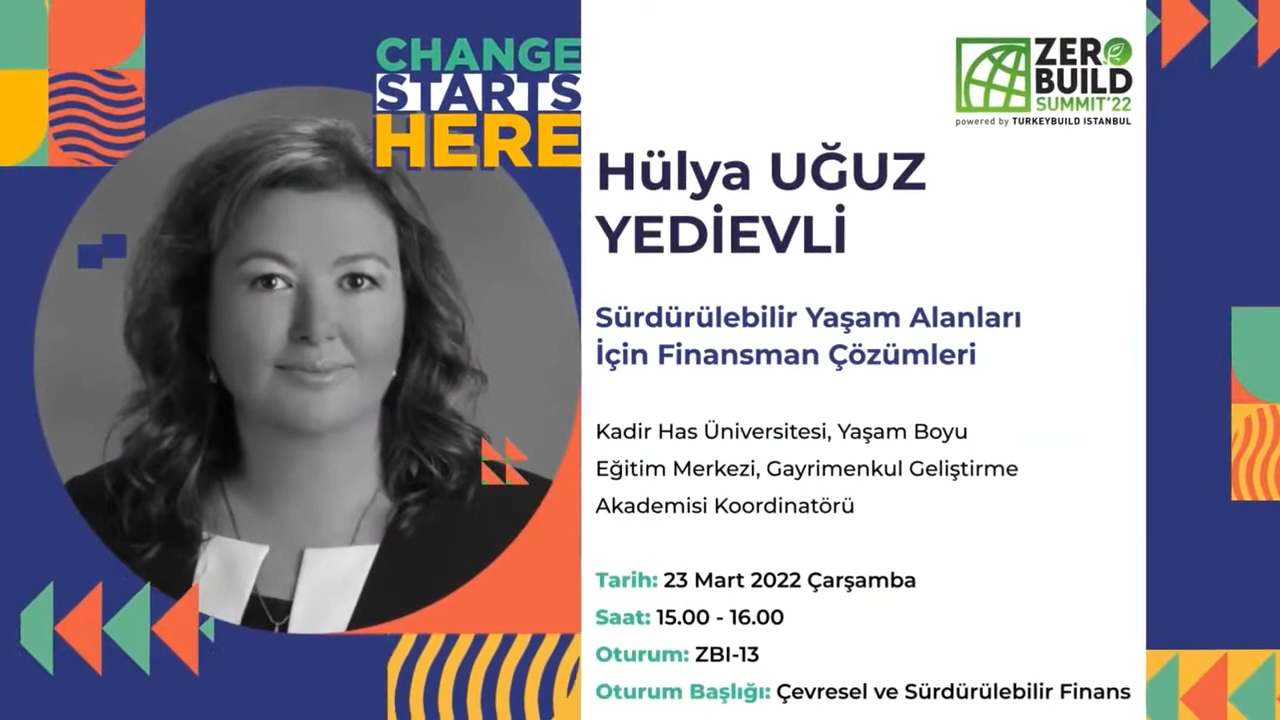 CHANGE
STARTS
HERE
ZERO
BUILD
SUMMIT'22
powered by TURKEYBUILD ISTANBUL
Hülya UĞUZ
YEDİEVLİ
Sürdürülebilir Yaşam Alanları
İçin Finansman Çözümleri
Kadir Has Üniversitesi, Yaşam Boyu
Eğitim Merkezi, Gayrimenkul Geliştirme
Akademisi Koordinatörü
Tarih: 23 Mart 2022 Çarşamba
Saat: 15.00 - 16.00
Oturum: ZBI-13
Oturum Başlığı: Çevresel ve Sürdürülebilir Finans